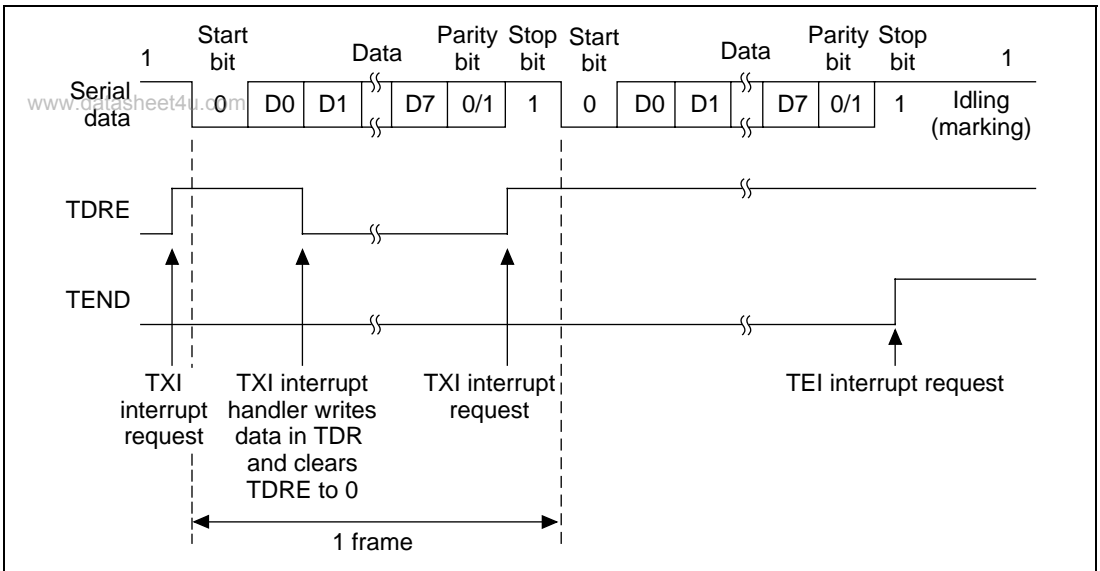 1
Start
bit
Data
Parity
bit
Stop
bit
Start
bit
Data
Parity
bit
Stop
bit
1
Serial
data
www.datasheet4u.com
0 D0 D1 D7 0/1 1 0 D0 D1 D7 0/1 1
Idling
(marking)
TDRE
TEND
TXI
interrupt
request
TXI interrupt
handler writes
data in TDR
and clears
TDRE to 0
TXI interrupt
request
TEI interrupt request
1 frame